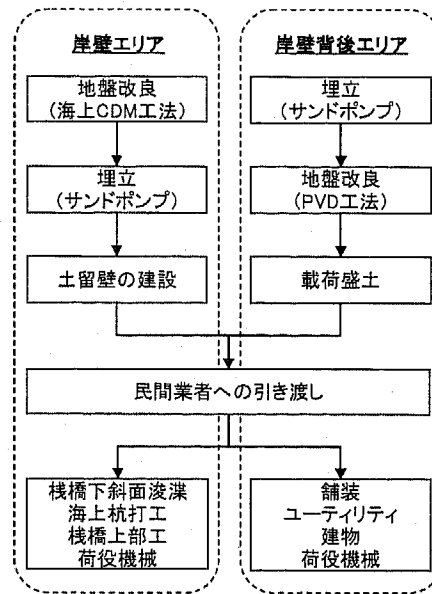 岸壁エリア
地盤改良
(海上CDM工法)
埋立
(サンドポンプ)
土留壁の建設
岸壁背後エリア
埋立
(サンドポンプ)
地盤改良
(PVD工法)
載荷盛土
民間業者への引き渡し
桟橋下斜面浚渫
海上杭打工
桟橋上部工
荷役機械
舗装
ユーティリティ
建物
荷役機械